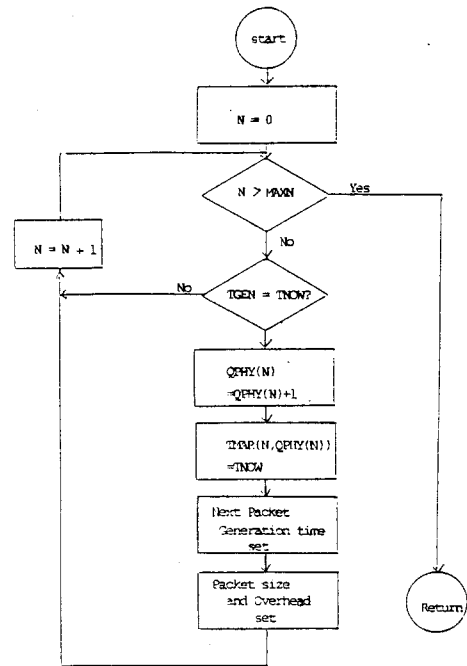 start
N = 0
N > MAXN
Yes
No
N = N + 1
TGEN = TNOW?
No
QPHY(N)
=QPHY(N)+1
TMAR(N,QPHY(N))
=TNOW
Next Packet
Generation time
set
Packet size
and Overhead
set
Return